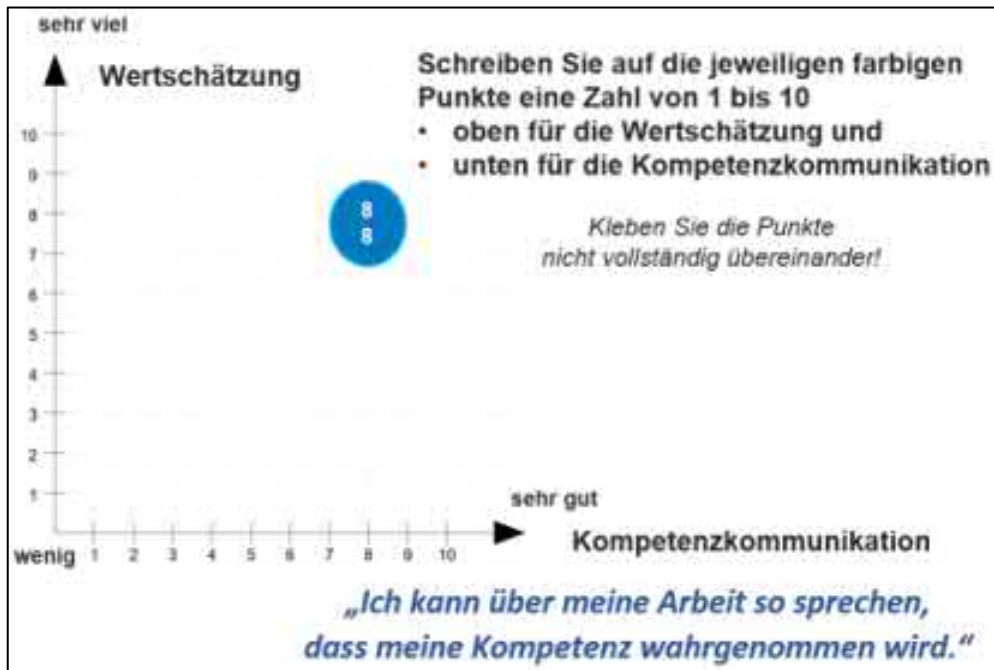 sehr viel
Wertschätzung
Schreiben Sie auf die jeweiligen farbigen
Punkte eine Zahl von 1 bis 10
• oben für die Wertschätzung und
• unten für die Kompetenzkommunikation
Kleben Sie die Punkte
nicht vollständig übereinander!
10
9
8
7
6
5
4
3
2
1
8
8
sehr gut
wenig 1 2 3 4 5 6 7 8 9 10
Kompetenzkommunikation
„Ich kann über meine Arbeit so sprechen,
dass meine Kompetenz wahrgenommen wird.“